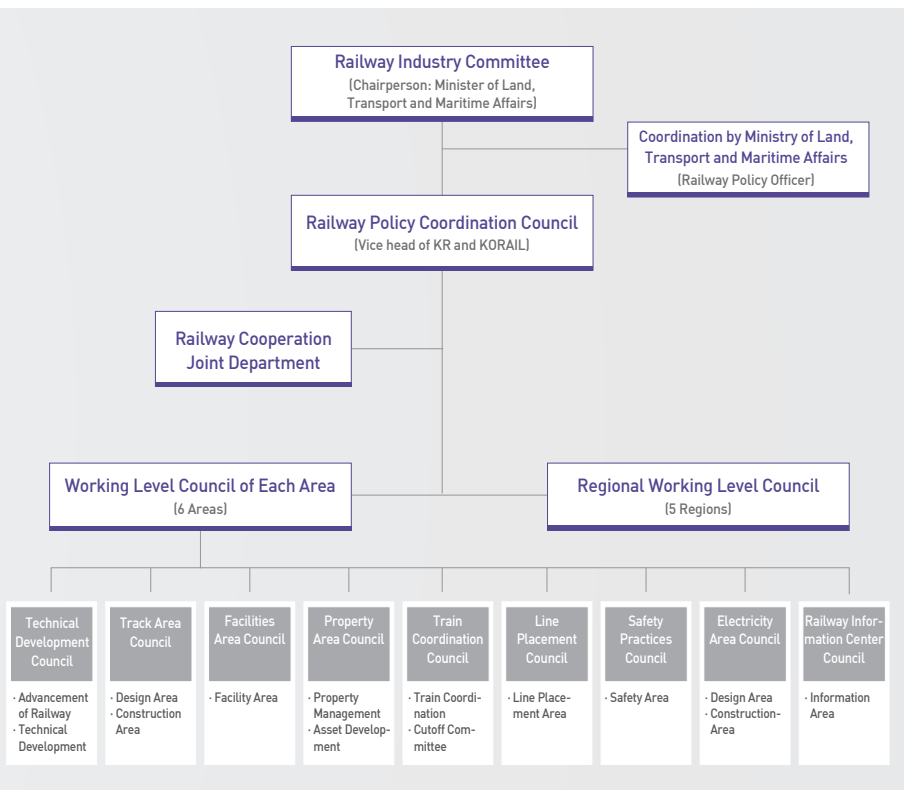 Railway Industry Committee
(Chairperson: Minister of Land,
Transport and Maritime Affairs)
Coordination by Ministry of Land,
Transport and Maritime Affairs
(Railway Policy Officer)
Railway Policy Coordination Council
(Vice head of KR and KORAIL)
Railway Cooperation
Joint Department
Working Level Council of Each Area
(6 Areas)
Regional Working Level Council
(5 Regions)
Technical
Development
Council
· Advancement
of Railway
· Technical
Development
Track Area
Council
· Design Area
· Construction
Area
Facilities
Area Council
· Facility Area
Property
Area Council
· Property
Management
· Asset Develop-
ment
Train
Coordination
Council
· Train Coordi-
nation
· Cutoff Com-
mittee
Line
Placement
Council
· Line Place-
ment Area
Safety
Practices
Council
· Safety Area
Electricity
Area Council
· Design Area
· Construction-
Area
Railway Infor-
mation Center
Council
· Information
Area